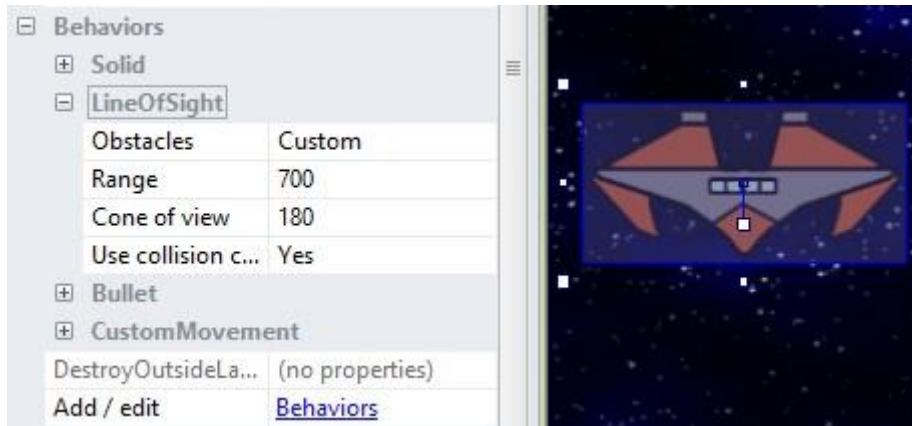 Behaviors
Solid
LineOfSight
Obstacles Custom
Range 700
Cone of view 180
Use collision c... Yes
Bullet
CustomMovement
DestroyOutsideLa... (no properties)
Add / edit Behaviors